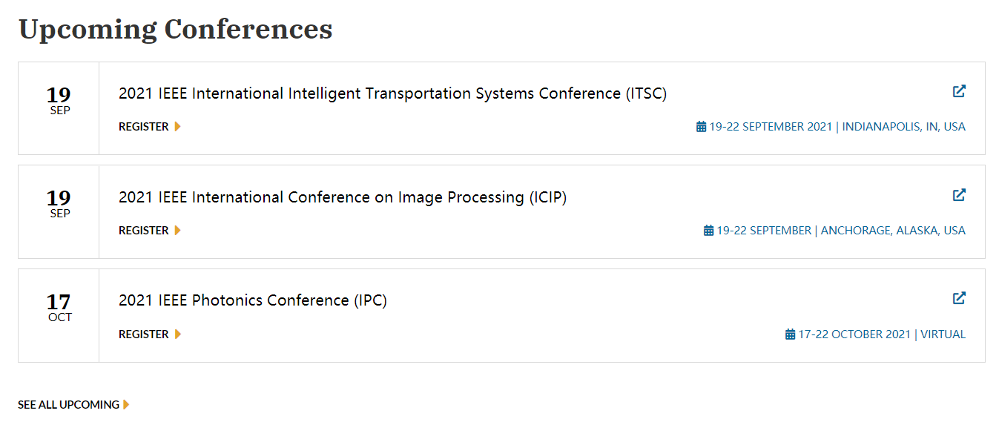 Upcoming Conferences
19
SEP
2021 IEEE International Intelligent Transportation Systems Conference (ITSC)
REGISTER
19-22 SEPTEMBER 2021 | INDIANAPOLIS, IN, USA
19
SEP
2021 IEEE International Conference on Image Processing (ICIP)
REGISTER
19-22 SEPTEMBER | ANCHORAGE, ALASKA, USA
17
OCT
2021 IEEE Photonics Conference (IPC)
REGISTER
17-22 OCTOBER 2021 | VIRTUAL
SEE ALL UPCOMING